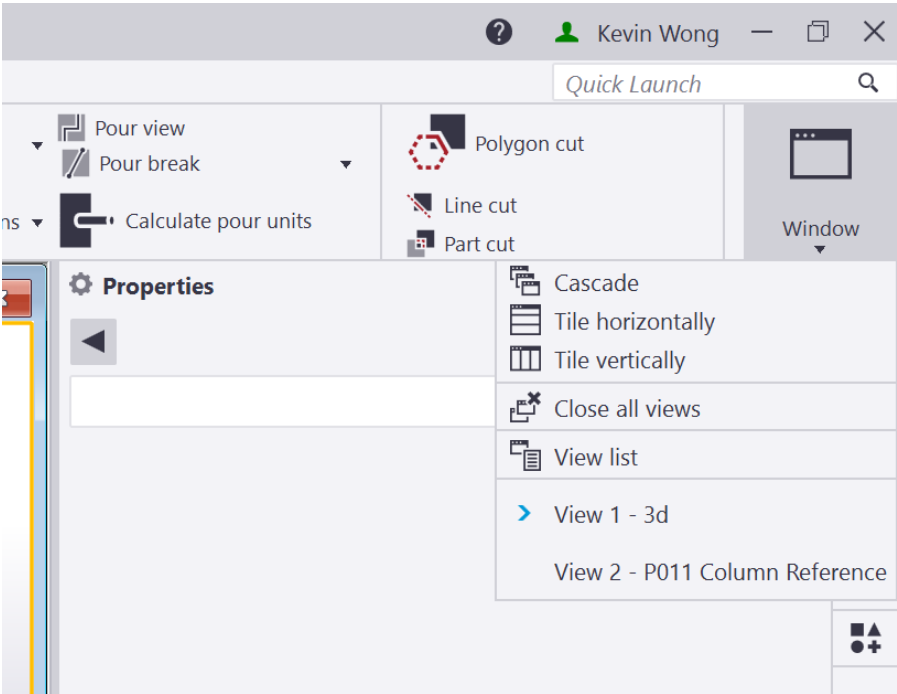 Kevin Wong
Quick Launch
Pour view
Pour break
ns
Calculate pour units
Polygon cut
Line cut
Part cut
Window
Properties
Cascade
Tile horizontally
Tile vertically
Close all views
View list
View 1 - 3d
View 2 - P011 Column Reference